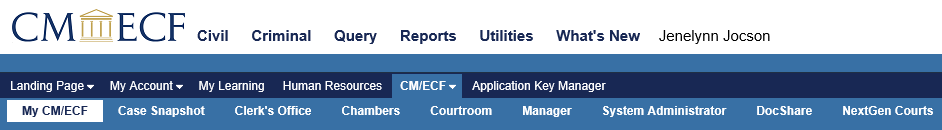 CM ECF Civil Criminal Query Reports Utilities What's New Jenelynn Jocson
Landing Page My Account My Learning Human Resources CM/ECF Application Key Manager
My CM/ECF Case Snapshot Clerk's Office Chambers Courtroom Manager System Administrator DocShare NextGen Courts